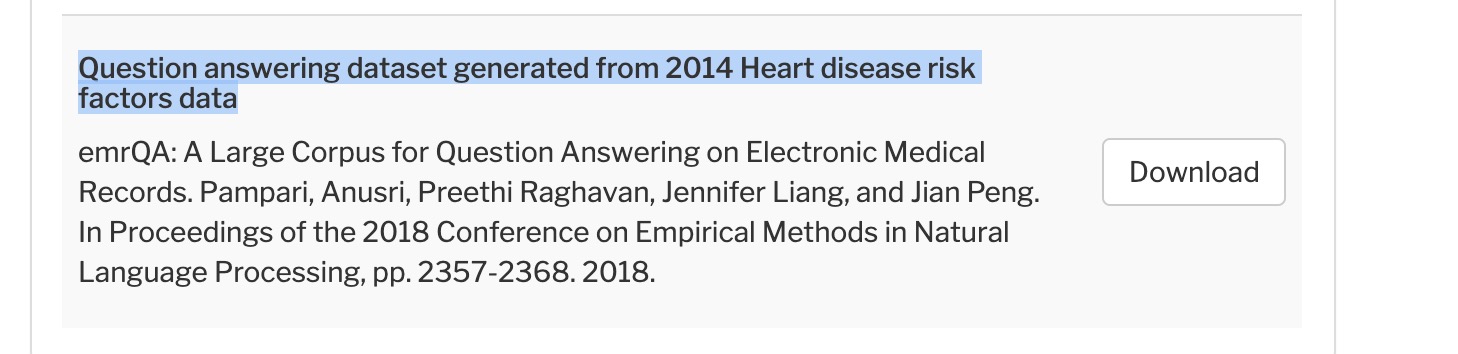 Question answering dataset generated from 2014 Heart disease risk
factors data
emrQA: A Large Corpus for Question Answering on Electronic Medical
Records. Pampari, Anusri, Preethi Raghavan, Jennifer Liang, and Jian Peng.
In Proceedings of the 2018 Conference on Empirical Methods in Natural
Language Processing, pp. 2357-2368. 2018.
Download